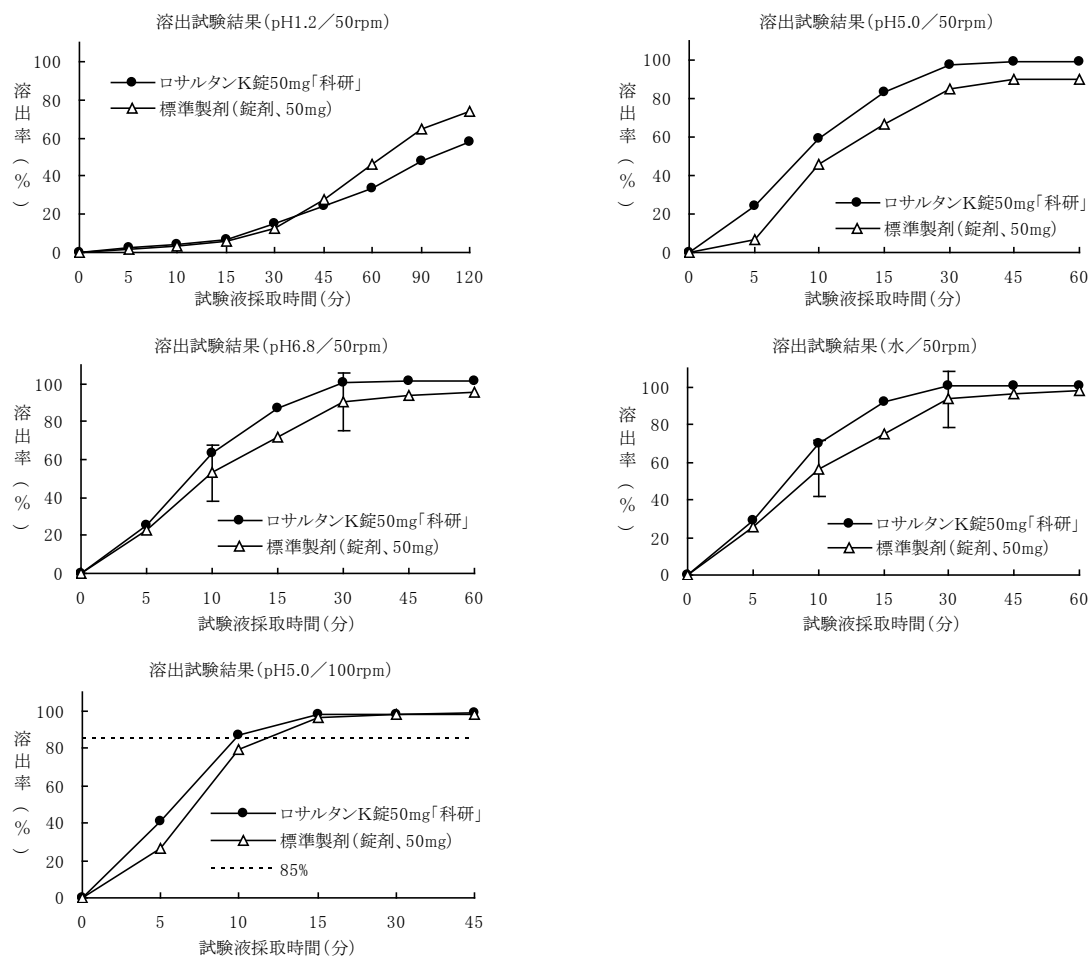 溶出試験結果(pH1.2／50rpm)
溶出率(%)
100
80
60
40
20
0
ロサルタンK錠50mg「科研」
標準製剤(錠剤、50mg)
0 5 10 15 30 45 60 90 120
試験液採取時間(分)
溶出試験結果(pH5.0／50rpm)
溶出率(%)
100
80
60
40
20
0
ロサルタンK錠50mg「科研」
標準製剤(錠剤、50mg)
0 5 10 15 30 45 60
試験液採取時間(分)
溶出試験結果(pH6.8／50rpm)
溶出率(%)
100
80
60
40
20
0
ロサルタンK錠50mg「科研」
標準製剤(錠剤、50mg)
0 5 10 15 30 45 60
試験液採取時間(分)
溶出試験結果(水／50rpm)
溶出率(%)
100
80
60
40
20
0
ロサルタンK錠50mg「科研」
標準製剤(錠剤、50mg)
0 5 10 15 30 45 60
試験液採取時間(分)
溶出試験結果(pH5.0／100rpm)
溶出率(%)
100
80
60
40
20
0
ロサルタンK錠50mg「科研」
標準製剤(錠剤、50mg)
85%
0 5 10 15 30 45
試験液採取時間(分)